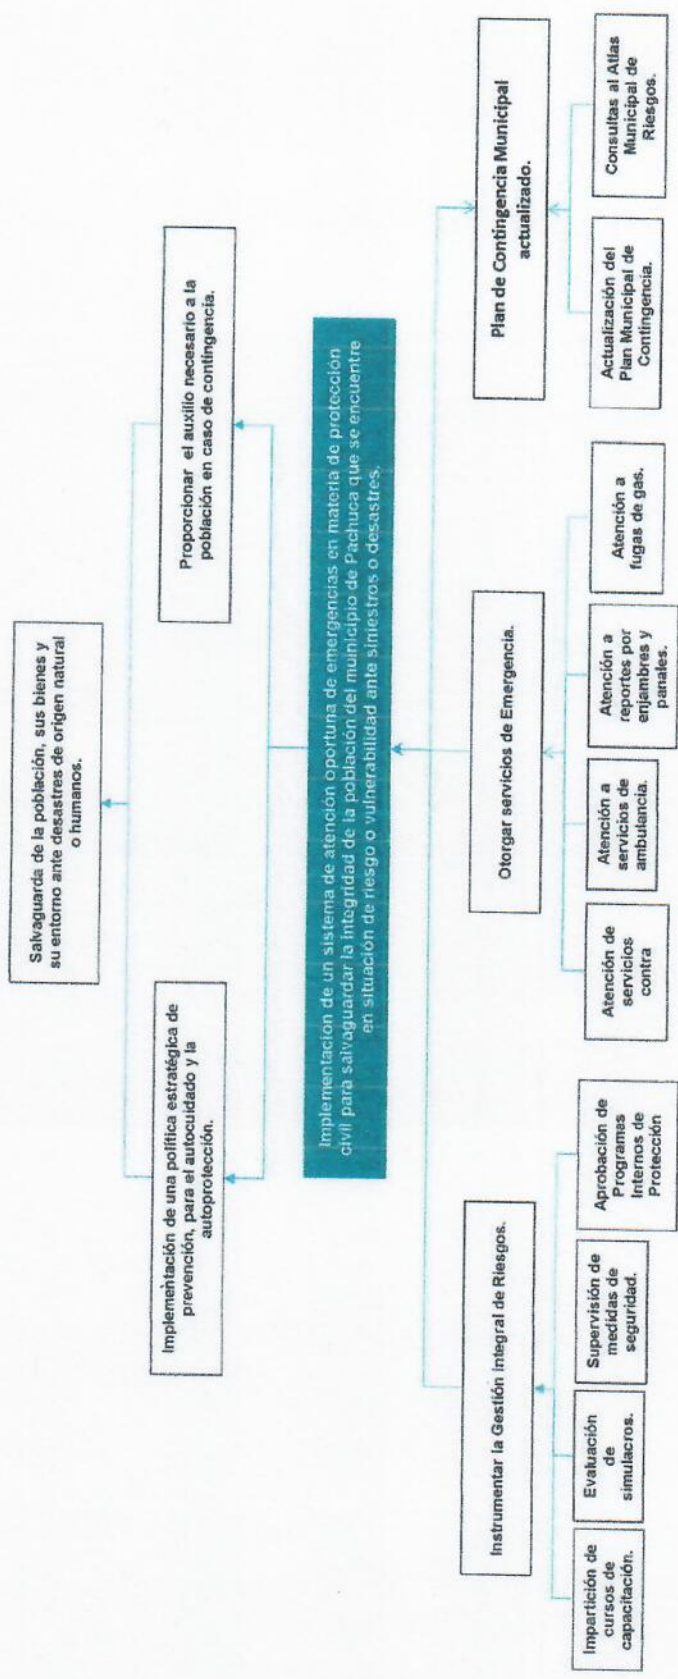 Salvaguarda de la población, sus bienes y
su entorno ante desastres de origen natural
o humanos.
Implementación de una política estratégica de
prevención, para el autocuidado y la
autoprotección.
Proporcionar el auxilio necesario a la
población en caso de contingencia.
Implementación de un sistema de atención oportuna de emergencias en materia de protección
civil para salvaguardar la integridad de la población del municipio de Pachuca que se encuentre
en situación de riesgo o vulnerabilidad ante siniestros o desastres.
Instrumentar la Gestión Integral de Riesgos.
Otorgar servicios de Emergencia.
Plan de Contingencia Municipal
actualizado.
Impartición de
cursos de
capacitación.
Evaluación
de
simulacros.
Supervisión de
medidas de
seguridad.
Aprobación de
Programas
Internos de
Protección
Atención de
servicios
contra
Atención a
servicios de
ambulancia.
Atención a
reportes por
enjambres y
panales.
Atención a
fugas de gas.
Actualización del
Plan Municipal de
Contingencia.
Consultas al Atlas
Municipal de
Riesgos.